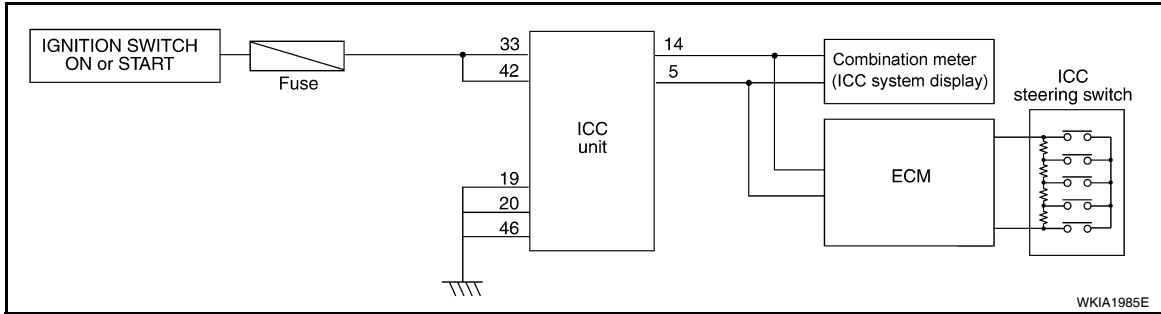 IGNITION SWITCH
ON or START
Fuse
33
42
19
20
46
ICC
unit
14
5
Combination meter
(ICC system display)
ECM
ICC
steering switch
WKIA1985E